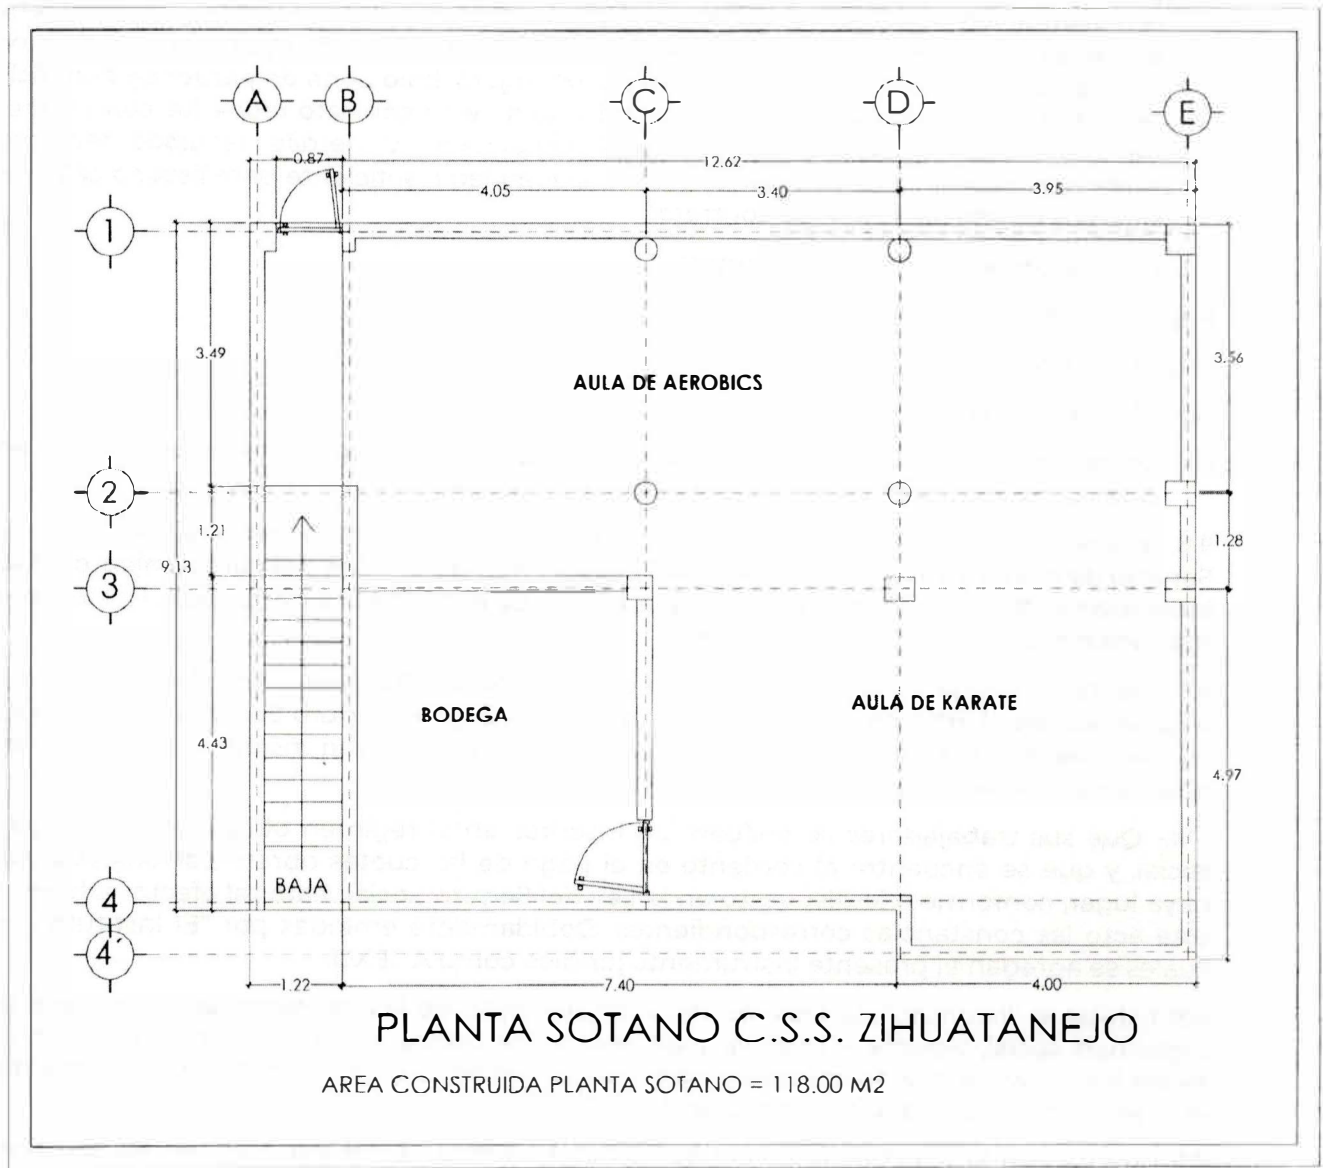 A B C D E
0.87
12.62
4.05
3.40
3.95
1
3.49
3.56
AULA DE AEROBICS
2
1.21
1.28
9.13
3
AULA DE KARATE
BODEGA
4.43
4.97
BAJA
4
4´
1.22
7.40
4.00
PLANTA SOTANO C.S.S. ZIHUATANEJO
AREA CONSTRUIDA PLANTA SOTANO = 118.00 M2